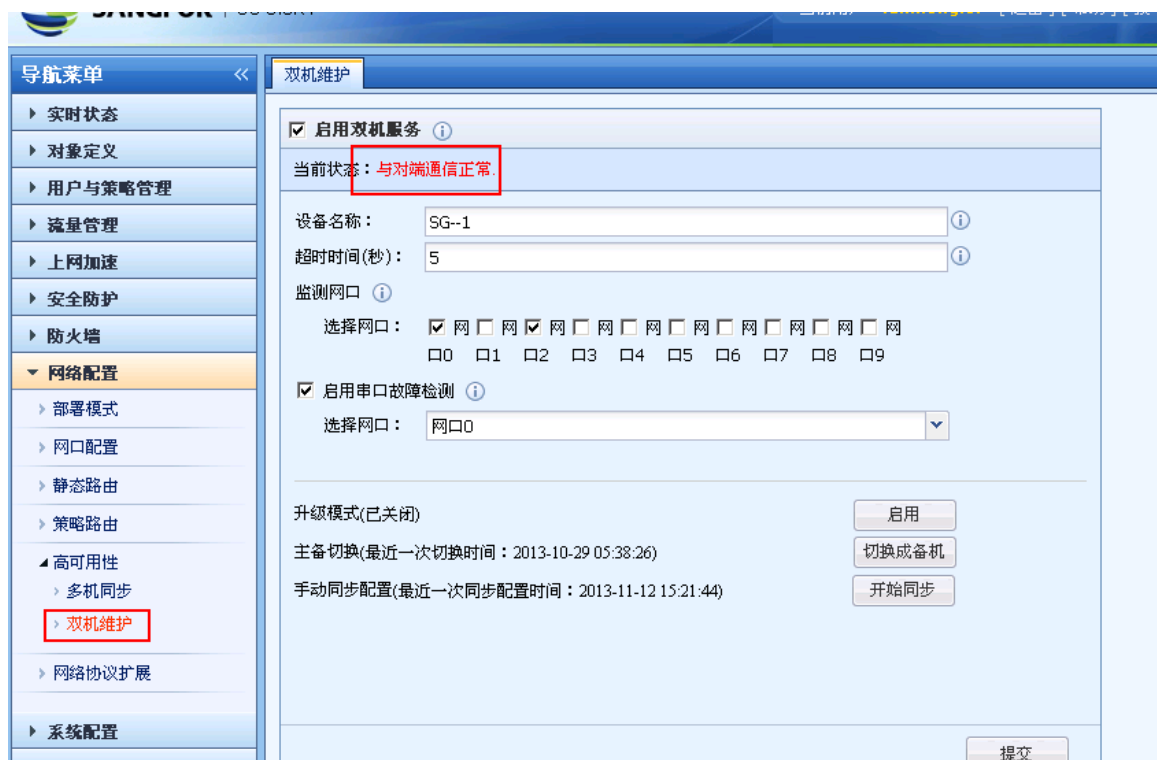 SANGFOR
导航菜单
双机维护
实时状态
对象定义
用户与策略管理
流量管理
上网加速
安全防护
防火墙
网络配置
部署模式
网口配置
静态路由
策略路由
高可用性
多机同步
双机维护
网络协议扩展
系统配置
启用双机服务
当前状态：与对端通信正常.
设备名称： SG--1
超时时间(秒)： 5
监测网口
选择网口： 网口0 网口1 网口2 网口3 网口4 网口5 网口6 网口7 网口8 网口9
启用串口故障检测
选择网口： 网口0
升级模式(已关闭) 启用
主备切换(最近一次切换时间：2013-10-29 05:38:26) 切换成备机
手动同步配置(最近一次同步配置时间：2013-11-12 15:21:44) 开始同步
提交